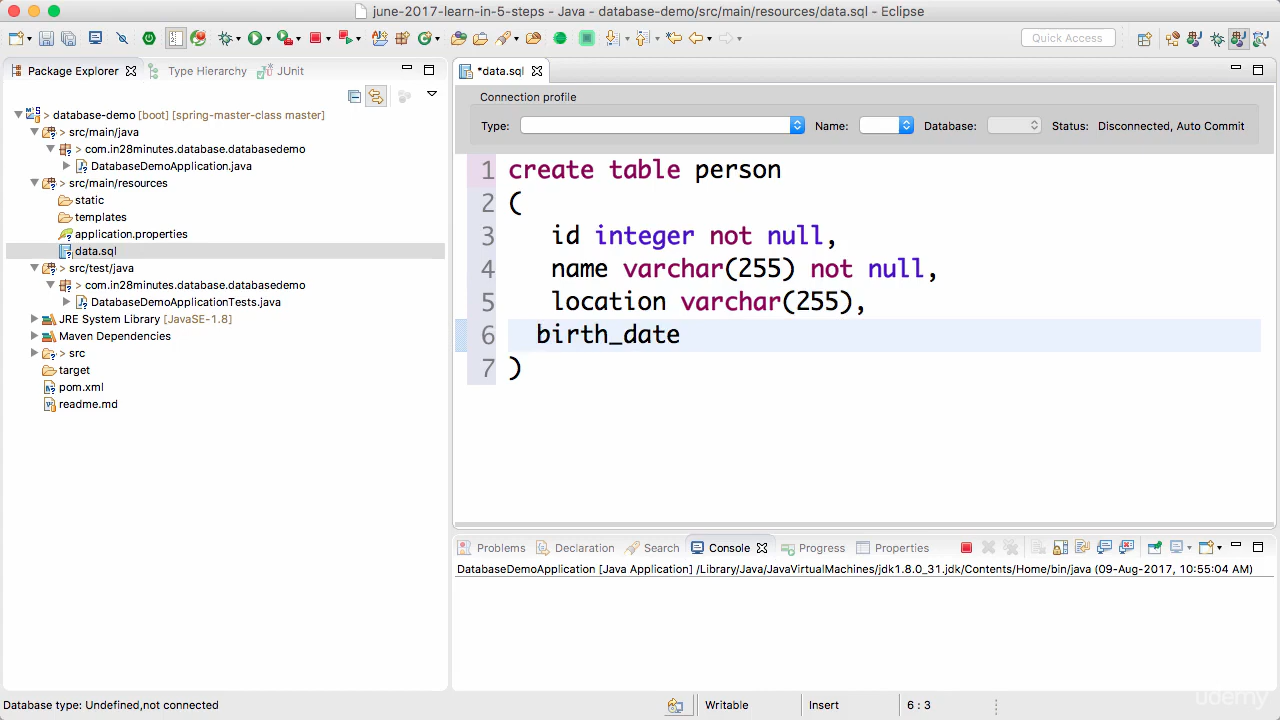 june-2017-learn-in-5-steps - Java - database-demo/src/main/resources/data.sql - Eclipse
Quick Access
Package Explorer
Type Hierarchy
JUnit
database-demo [boot] [spring-master-class master]
> src/main/java
> com.in28minutes.database.databasedemo
DatabaseDemoApplication.java
> src/main/resources
static
templates
application.properties
data.sql
> src/test/java
> com.in28minutes.database.databasedemo
DatabaseDemoApplicationTests.java
JRE System Library [JavaSE-1.8]
Maven Dependencies
> src
target
pom.xml
readme.md
*data.sql
Connection profile
Type:
Name:
Database:
Status: Disconnected, Auto Commit
1 create table person
2 (
3 id integer not null,
4 name varchar(255) not null,
5 location varchar(255),
6 birth_date
7 )
Problems
Declaration
Search
Console
Progress
Properties
DatabaseDemoApplication [Java Application] /Library/Java/JavaVirtualMachines/jdk1.8.0_31.jdk/Contents/Home/bin/java (09-Aug-2017, 10:55:04 AM)
Database type: Undefined,not connected
Writable
Insert
6 : 3
udemy